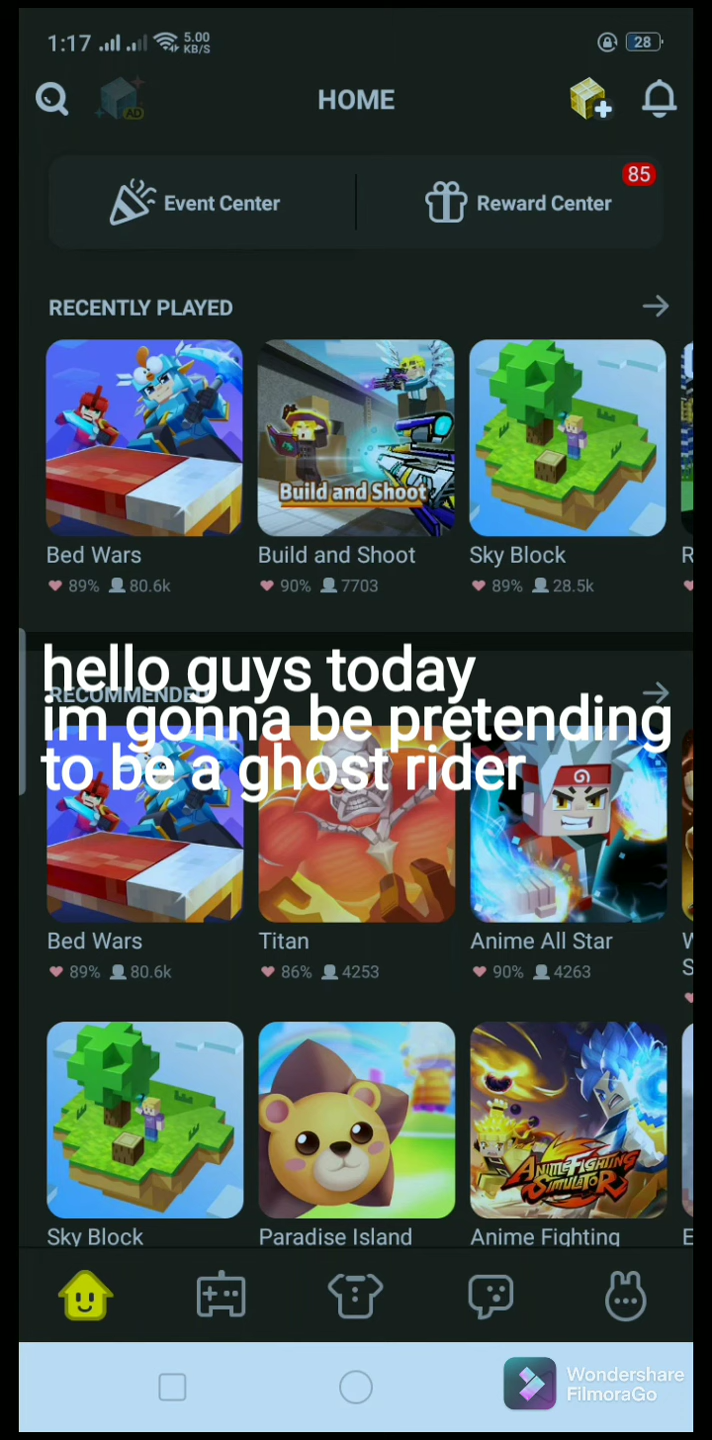 1:17
5.00
KB/S
28
AD
HOME
Event Center
Reward Center
85
RECENTLY PLAYED
Build and Shoot
Bed Wars
Build and Shoot
Sky Block
89% 80.6k
90% 7703
89% 28.5k
hello guys today
RECOMMENDED
im gonna be pretending
to be a ghost rider
Bed Wars
Titan
Anime All Star
89% 80.6k
86% 4253
90% 4263
ANIME FIGHTING
SIMULATOR
Sky Block
Paradise Island
Anime Fighting
Wondershare
FilmoraGo